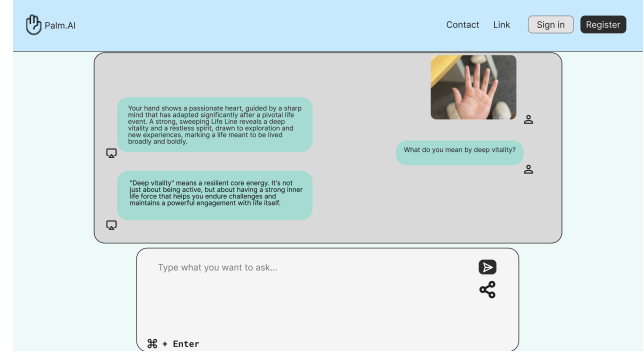 Palm.AI
Contact Link Sign in Register
Your hand shows a passionate heart, guided by a sharp
mind that has adapted significantly after a pivotal life
event. A strong, sweeping Life Line reveals a deep
vitality and a restless spirit, drawn to exploration and
new experiences, marking a life meant to be lived
broadly and boldly.
What do you mean by deep vitality?
"Deep vitality" means a resilient core energy. It's not
just about being active, but about having a strong inner
life force that helps you endure challenges and
maintains a powerful engagement with life itself.
Type what you want to ask...
⌘ + Enter